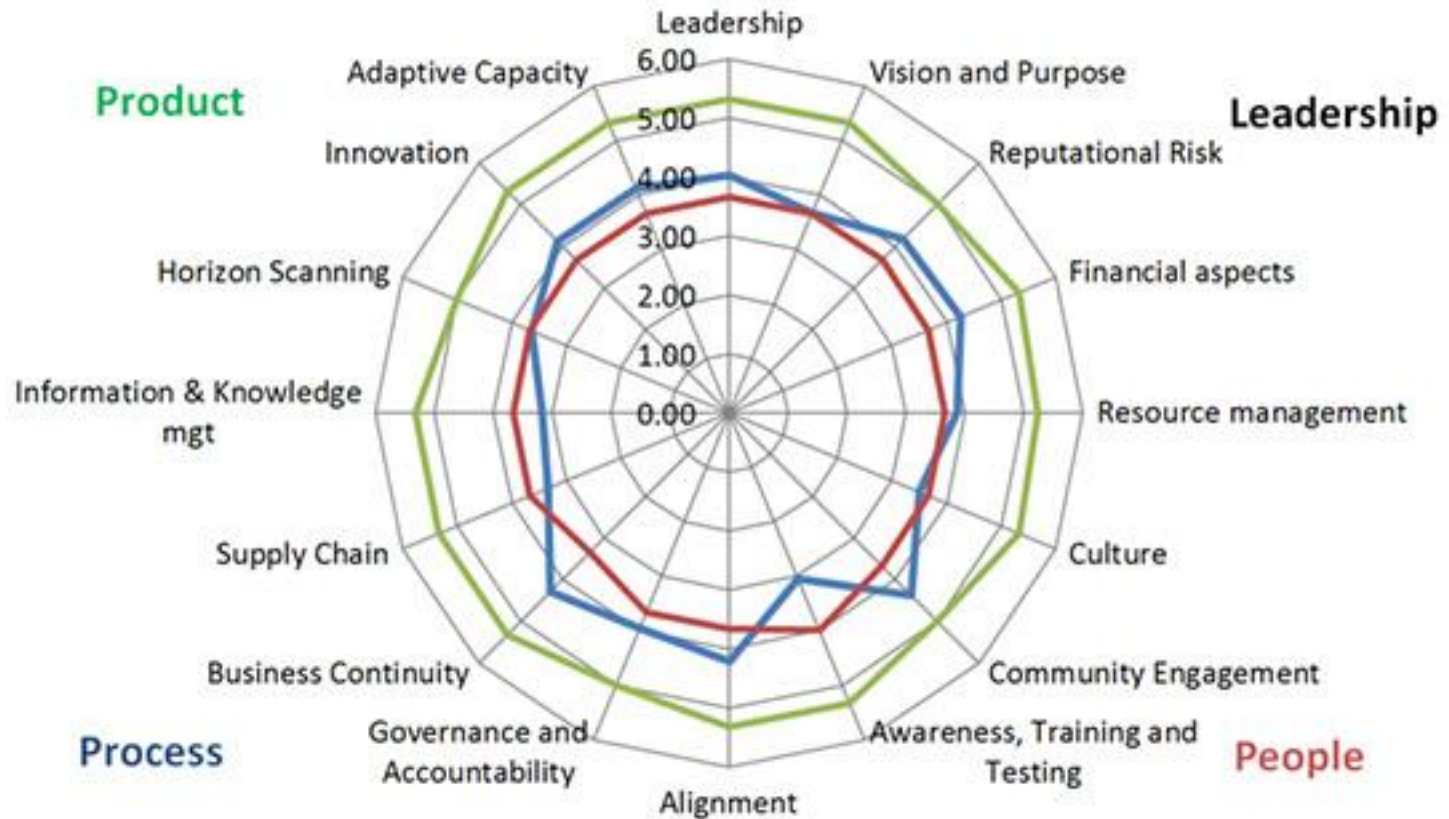 Leadership
6.00
Adaptive Capacity
Vision and Purpose
Product
Leadership
5.00
Innovation
Reputational Risk
4.00
3.00
Horizon Scanning
Financial aspects
2.00
1.00
Information & Knowledge
mgt
0.00
Resource management
Supply Chain
Culture
Business Continuity
Community Engagement
Governance and
Accountability
Awareness, Training and
Testing
Process
People
Alignment